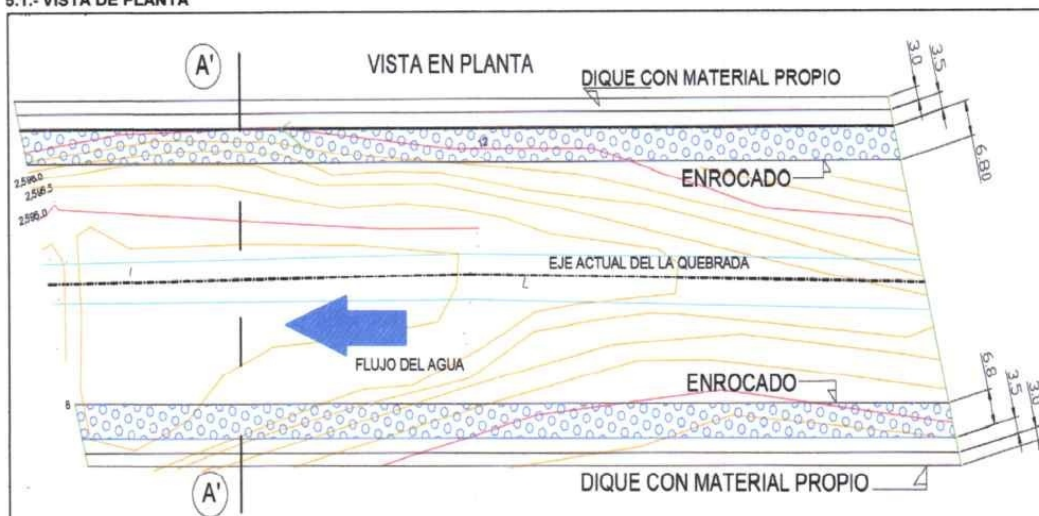 5.1.- VISTA DE PLANTA
A'
VISTA EN PLANTA
DIQUE CON MATERIAL PROPIO
3.0
3.5
6.80
12
ENROCADO
2,596.0
2,595.5
2,595.0
EJE ACTUAL DEL LA QUEBRADA
FLUJO DEL AGUA
ENROCADO
6.8
3.5
3.0
A'
DIQUE CON MATERIAL PROPIO